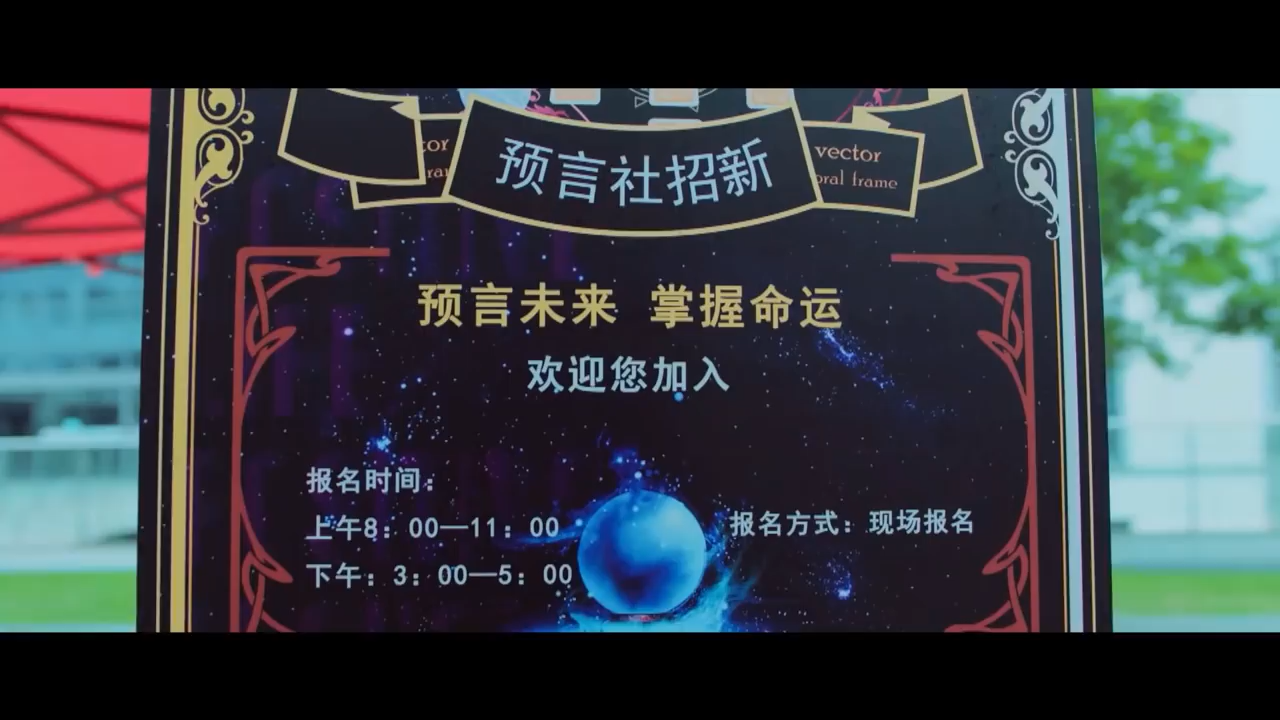 预言社招新
vector
oral frame
预言未来 掌握命运
欢迎您加入
报名时间：
上午8：00—11：00
报名方式：现场报名
下午：3：00—5：00